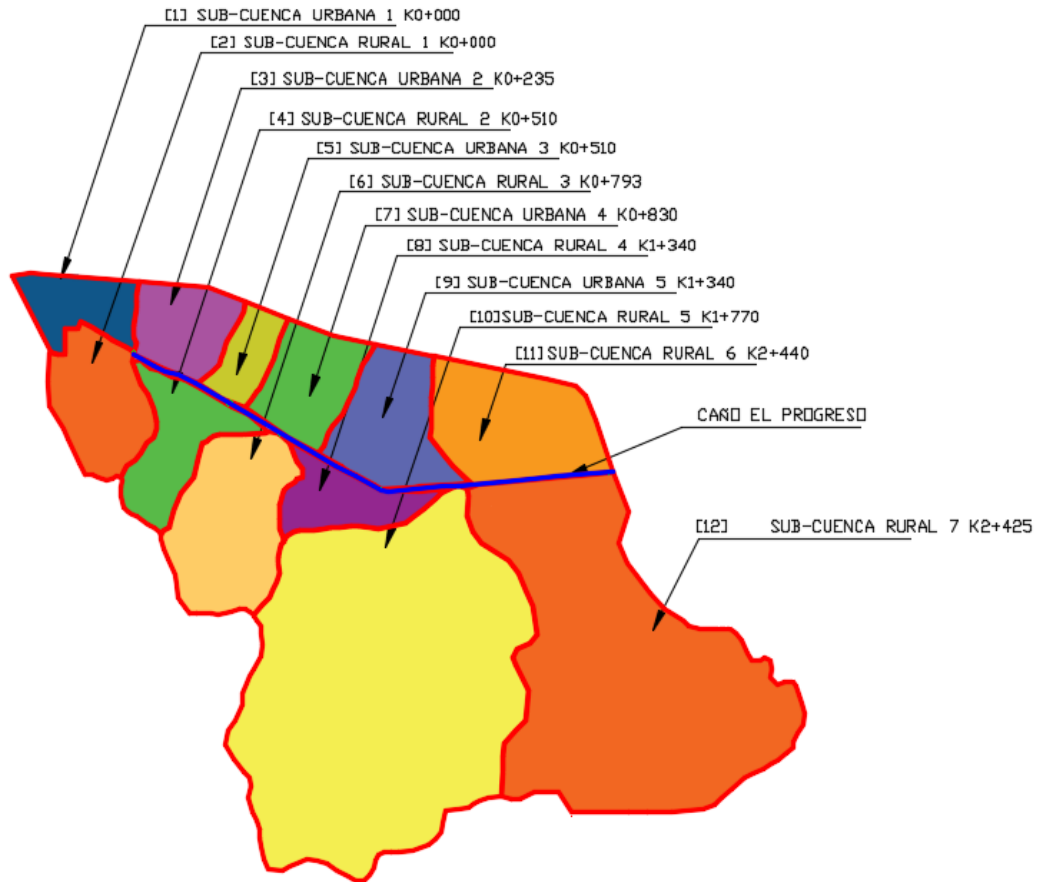 [1] SUB-CUENCA URBANA 1 K0+000
[2] SUB-CUENCA RURAL 1 K0+000
[3] SUB-CUENCA URBANA 2 K0+235
[4] SUB-CUENCA RURAL 2 K0+510
[5] SUB-CUENCA URBANA 3 K0+510
[6] SUB-CUENCA RURAL 3 K0+793
[7] SUB-CUENCA URBANA 4 K0+830
[8] SUB-CUENCA RURAL 4 K1+340
[9] SUB-CUENCA URBANA 5 K1+340
[10]SUB-CUENCA RURAL 5 K1+770
[11]SUB-CUENCA RURAL 6 K2+440
CAÑO EL PROGRESO
[12] SUB-CUENCA RURAL 7 K2+425